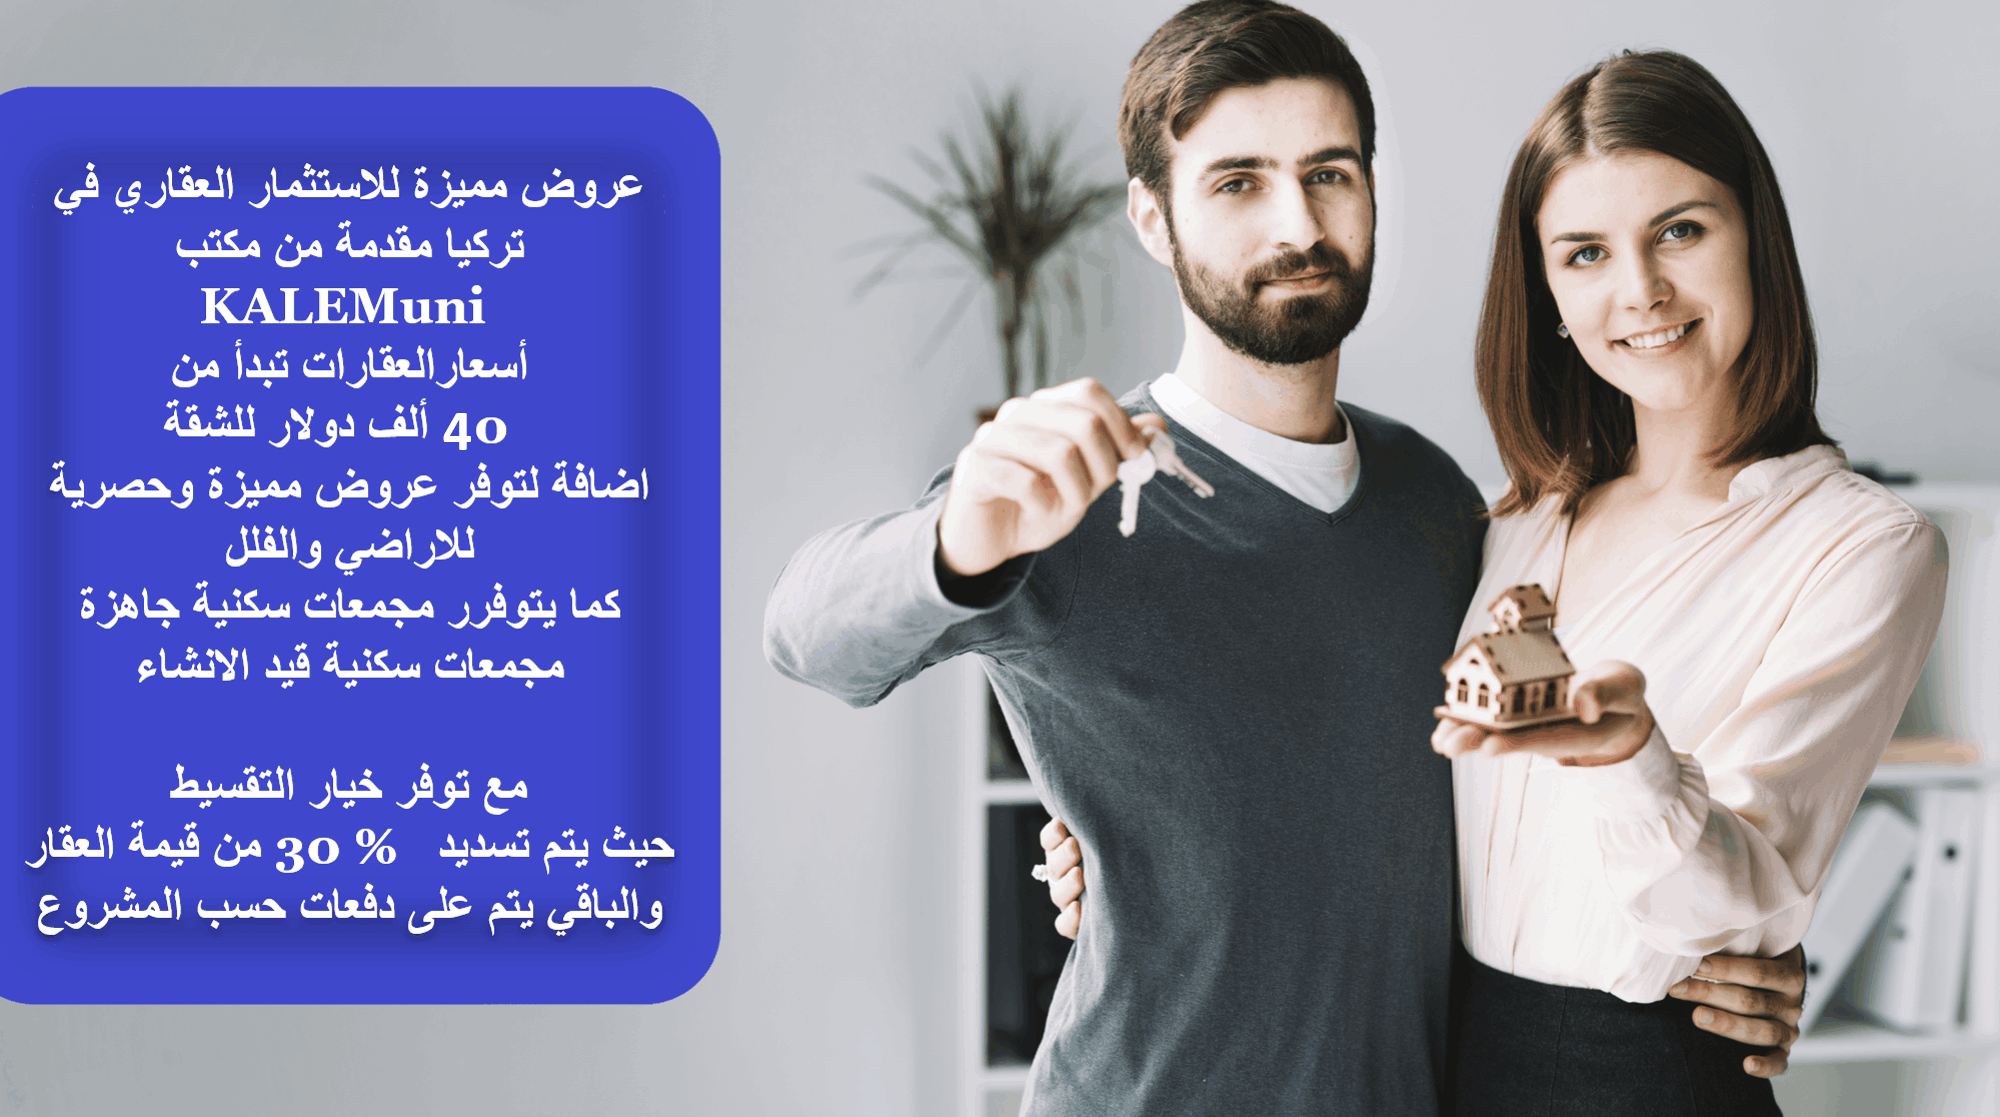 عروض مميزة للاستثمار العقاري في
تركيا مقدمة من مكتب
KALEMuni
أسعارالعقارات تبدأ من
40 ألف دولار للشقة
اضافة لتوفر عروض مميزة وحصرية
للاراضي والفلل
كما يتوفرر مجمعات سكنية جاهزة
مجمعات سكنية قيد الانشاء
مع توفر خيار التقسيط
حيث يتم تسديد % 30 من قيمة العقار
والباقي يتم على دفعات حسب المشروع